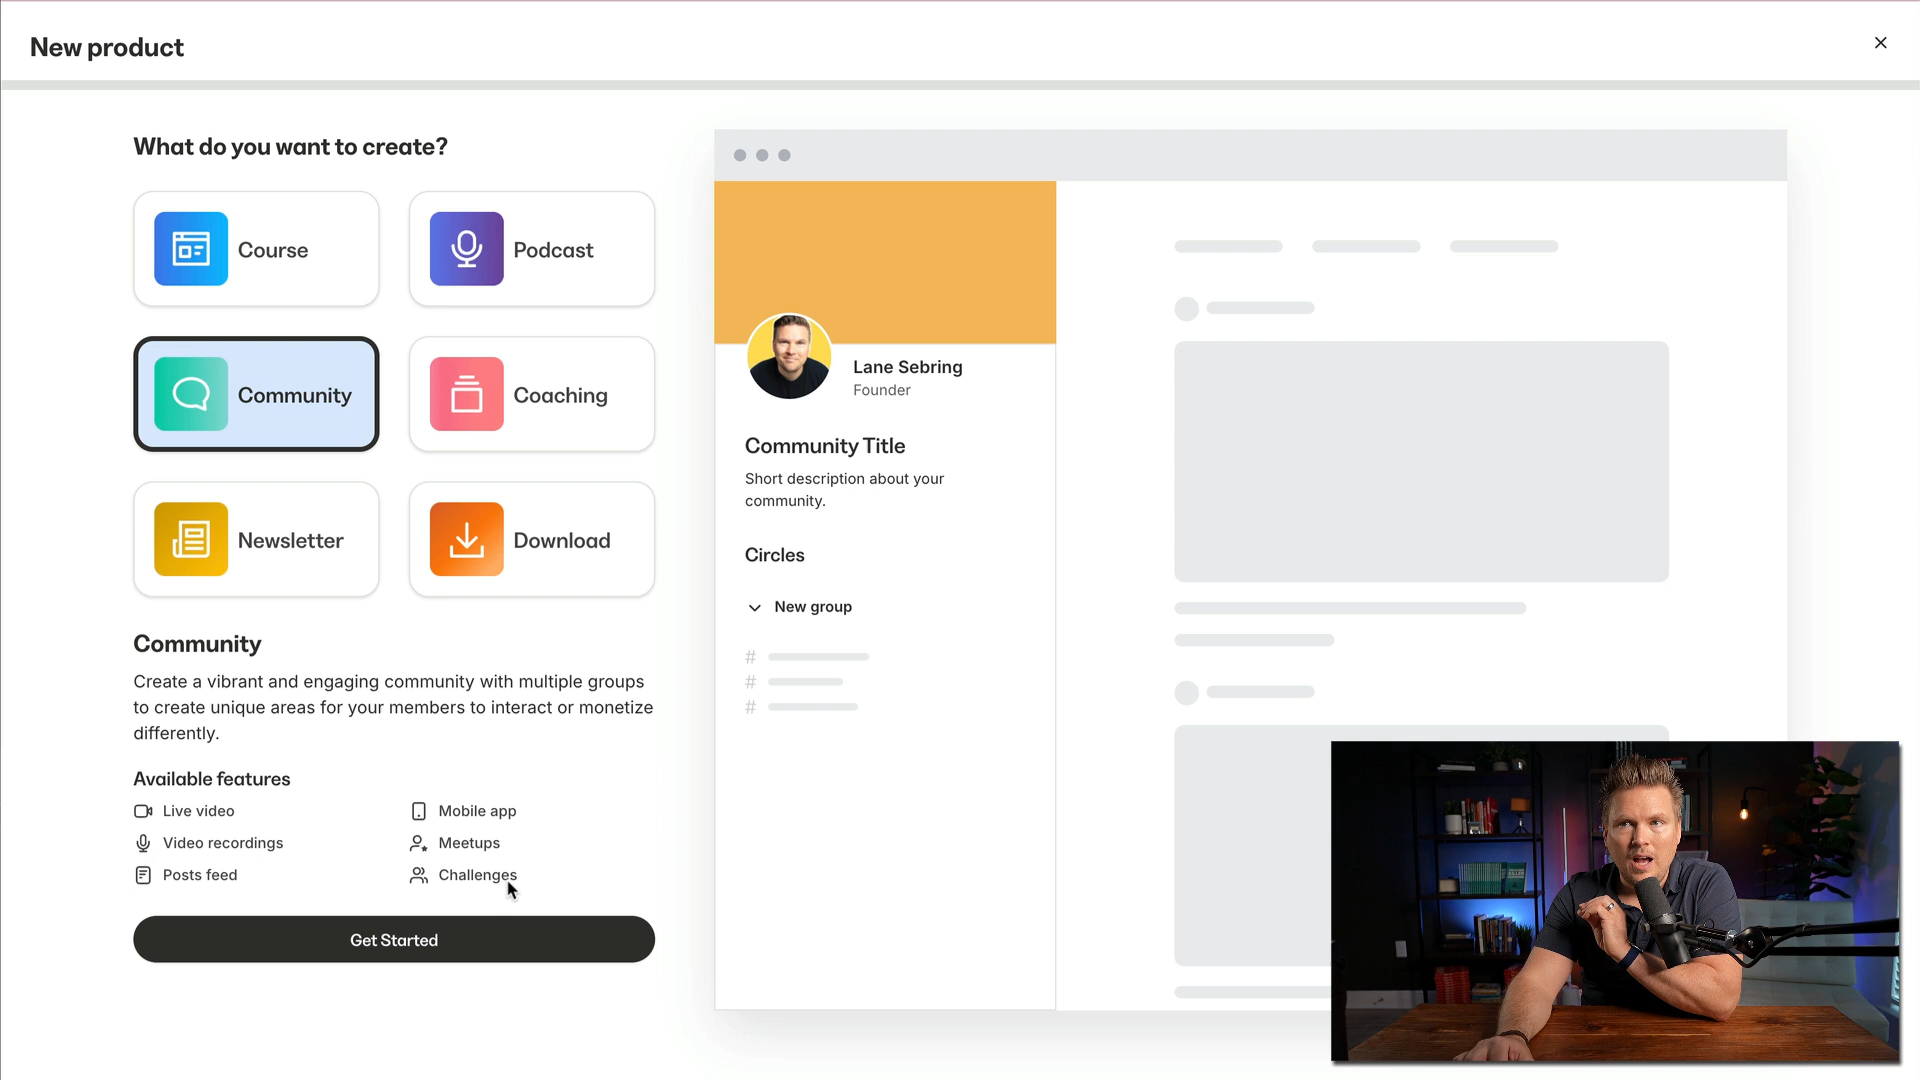 New product
What do you want to create?
Course
Podcast
Community
Coaching
Newsletter
Download
Community
Create a vibrant and engaging community with multiple groups
to create unique areas for your members to interact or monetize
differently.
Available features
Live video
Mobile app
Video recordings
Meetups
Posts feed
Challenges
Get Started
Lane Sebring
Founder
Community Title
Short description about your
community.
Circles
New group
#
#
#